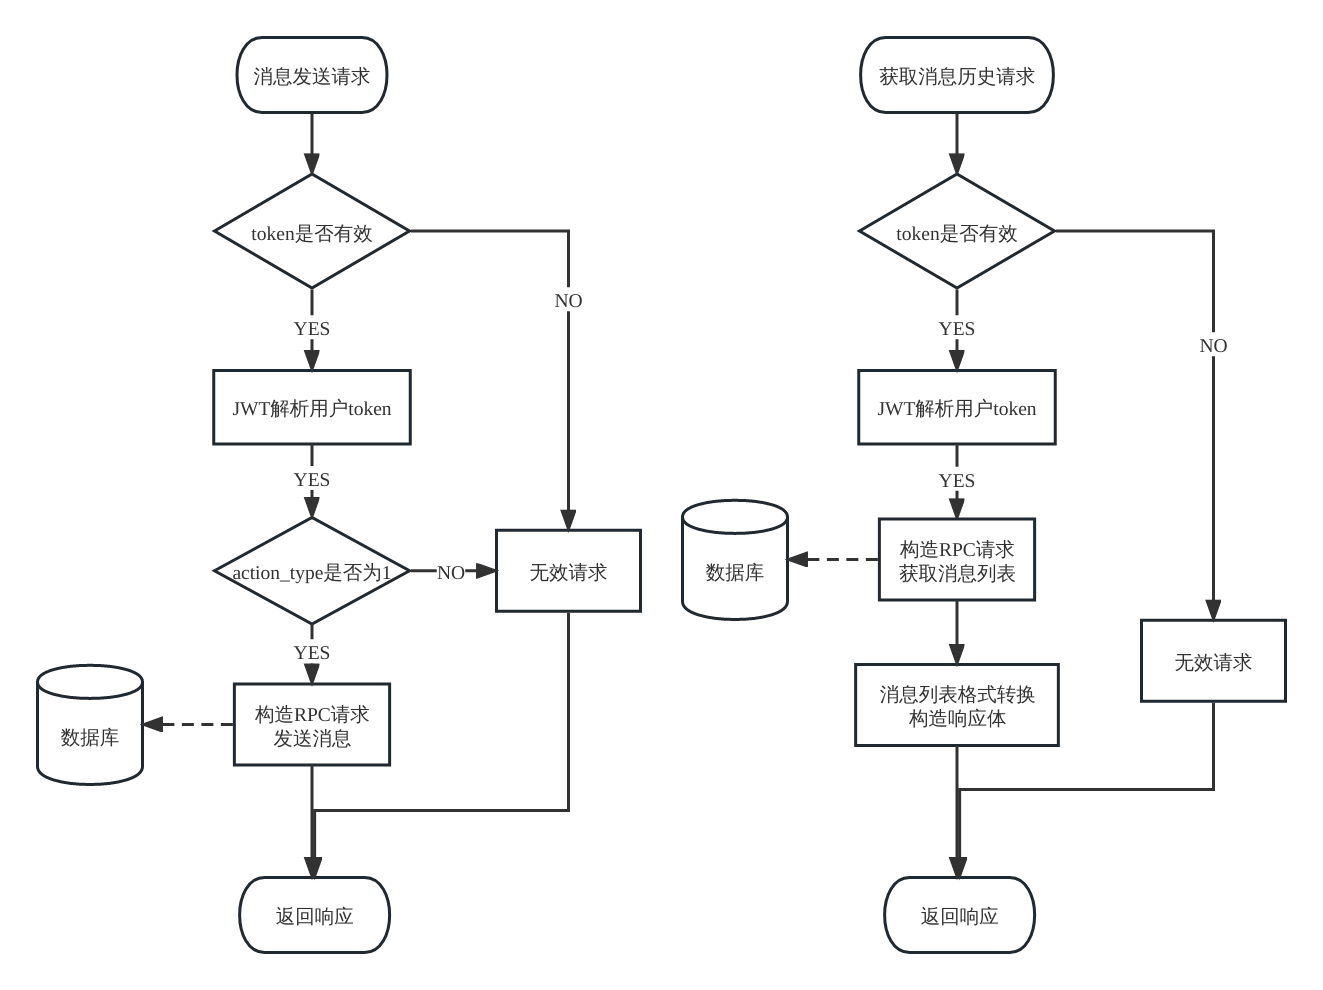 消息发送请求
token是否有效
NO
YES
JWT解析用户token
YES
action_type是否为1
NO
无效请求
YES
数据库
构造RPC请求
发送消息
返回响应
获取消息历史请求
token是否有效
YES
NO
JWT解析用户token
YES
数据库
构造RPC请求
获取消息列表
无效请求
消息列表格式转换
构造响应体
返回响应